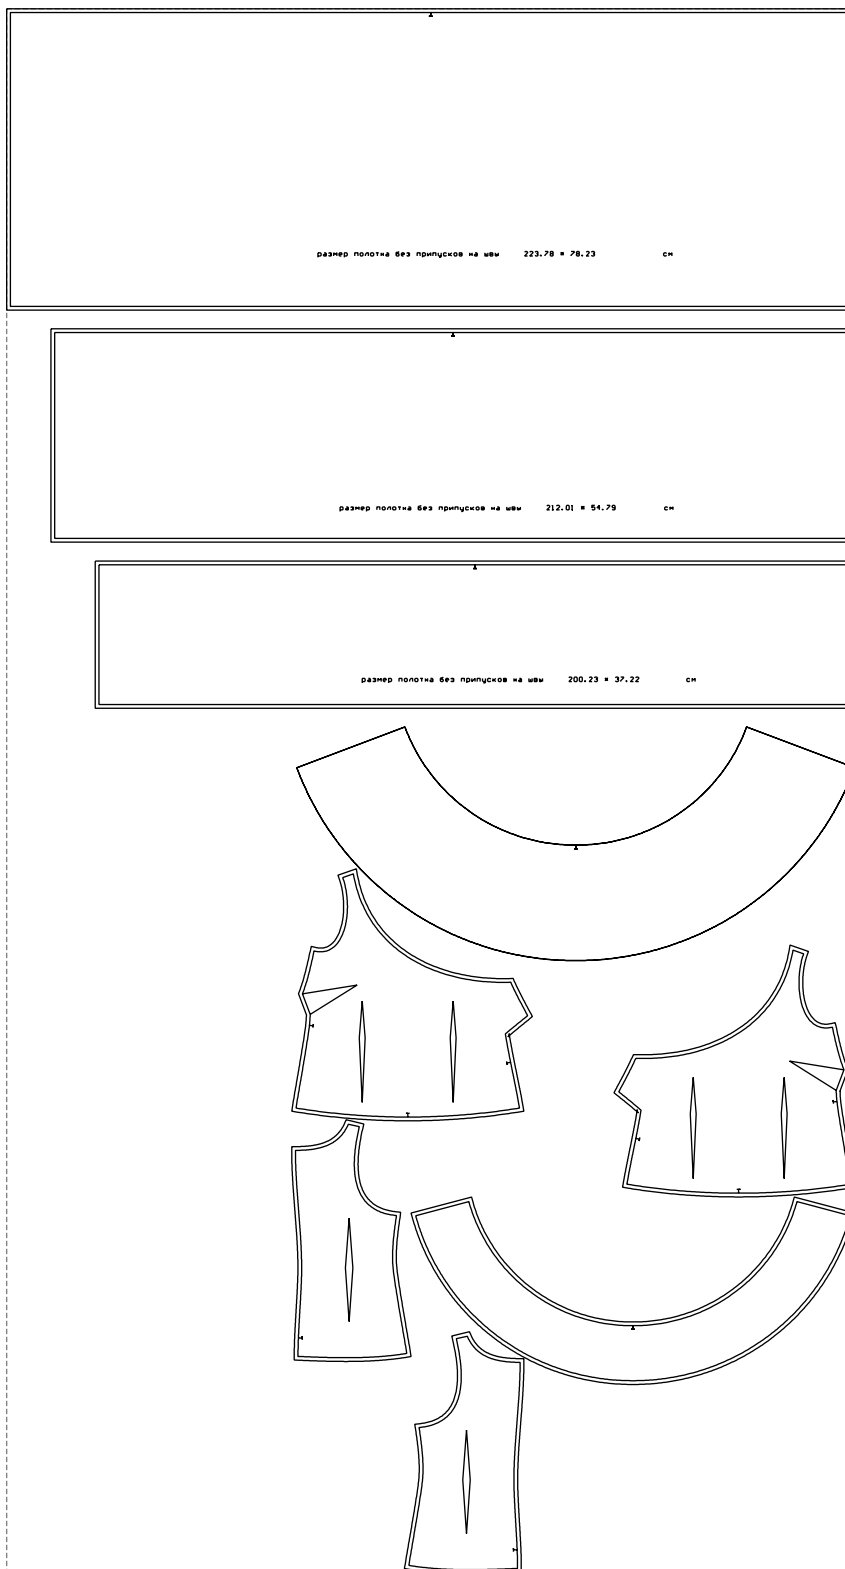 размер полотна без припусков на швы 223.78 * 78.23 см
размер полотна без припусков на швы 212.01 * 54.79 см
размер полотна без припусков на швы 200.23 * 37.22 см